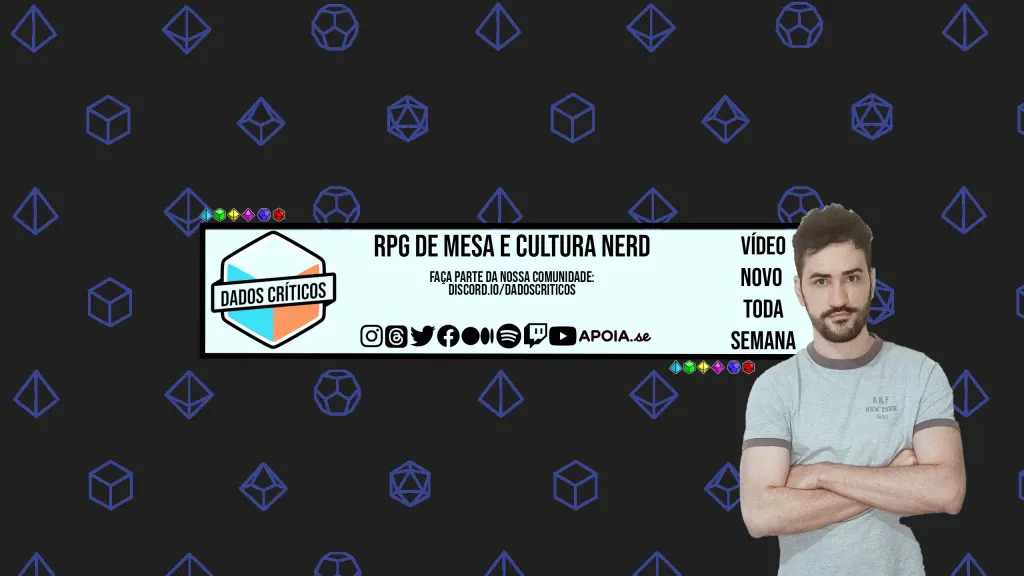 DADOS CRÍTICOS
RPG DE MESA E CULTURA NERD
FAÇA PARTE DA NOSSA COMUNIDADE:
DISCORD.IO/DADOSCRITICOS
APOIA.se
VÍDEO
NOVO
TODA
SEMANA
A & F
NEW YORK
1892